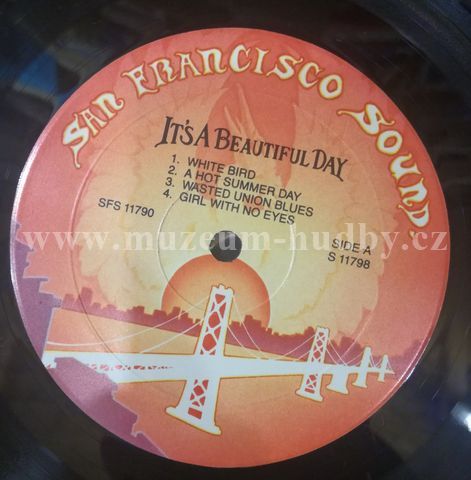 SAN FRANCISCO SOUND
IT'S A BEAUTIFUL DAY
1. WHITE BIRD
2. A HOT SUMMER DAY
3. WASTED UNION BLUES
4. GIRL WITH NO EYES
SFS 11790
SIDE A
S 11798
www.muzeum-hudby.cz